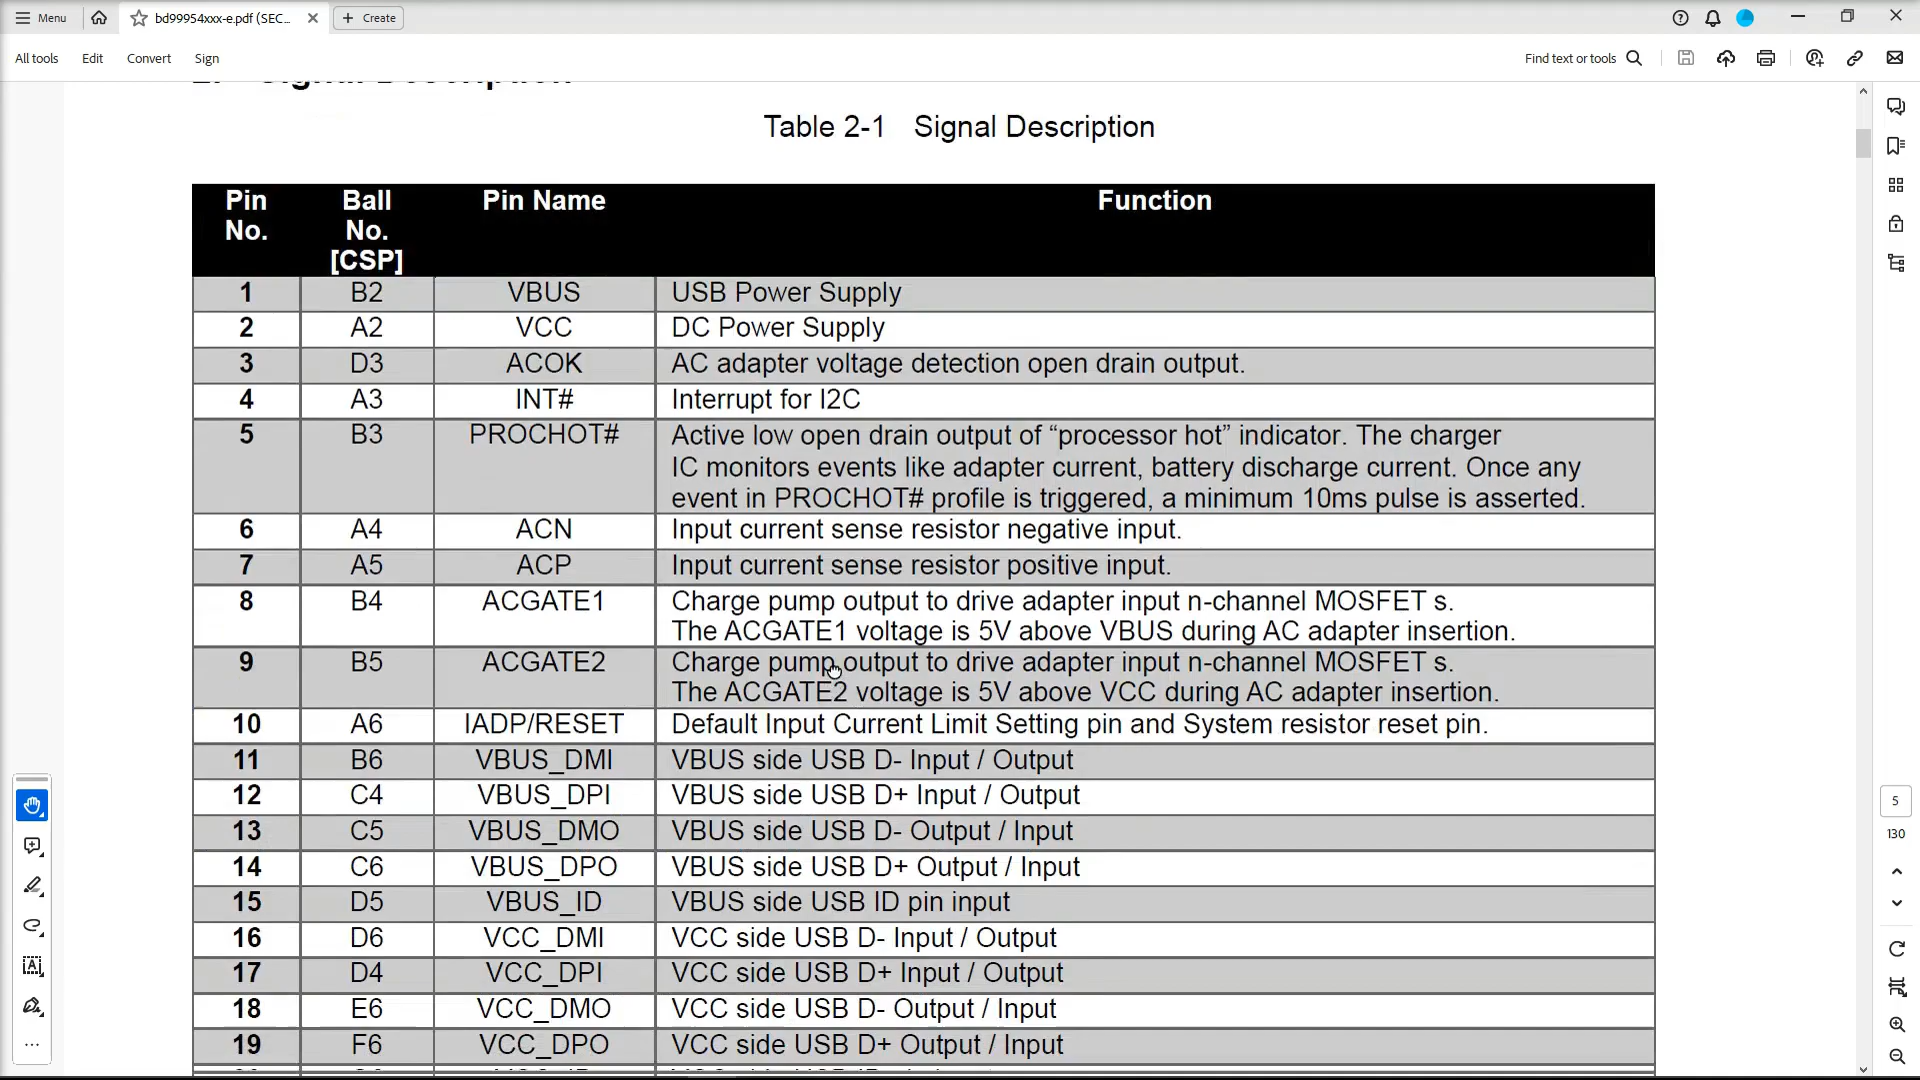 Menu
bd99954xxx-e.pdf (SEC...
Create
All tools
Edit
Convert
Sign
Find text or tools
2. Signal Description
Table 2-1 Signal Description
Pin No. Ball No. [CSP] Pin Name Function
1 B2 VBUS USB Power Supply
2 A2 VCC DC Power Supply
3 D3 ACOK AC adapter voltage detection open drain output.
4 A3 INT# Interrupt for I2C
5 B3 PROCHOT# Active low open drain output of “processor hot” indicator. The charger
IC monitors events like adapter current, battery discharge current. Once any
event in PROCHOT# profile is triggered, a minimum 10ms pulse is asserted.
6 A4 ACN Input current sense resistor negative input.
7 A5 ACP Input current sense resistor positive input.
8 B4 ACGATE1 Charge pump output to drive adapter input n-channel MOSFET s.
The ACGATE1 voltage is 5V above VBUS during AC adapter insertion.
9 B5 ACGATE2 Charge pump output to drive adapter input n-channel MOSFET s.
The ACGATE2 voltage is 5V above VCC during AC adapter insertion.
10 A6 IADP/RESET Default Input Current Limit Setting pin and System resistor reset pin.
11 B6 VBUS_DMI VBUS side USB D- Input / Output
12 C4 VBUS_DPI VBUS side USB D+ Input / Output
13 C5 VBUS_DMO VBUS side USB D- Output / Input
14 C6 VBUS_DPO VBUS side USB D+ Output / Input
15 D5 VBUS_ID VBUS side USB ID pin input
16 D6 VCC_DMI VCC side USB D- Input / Output
17 D4 VCC_DPI VCC side USB D+ Input / Output
18 E6 VCC_DMO VCC side USB D- Output / Input
19 F6 VCC_DPO VCC side USB D+ Output / Input
5
130